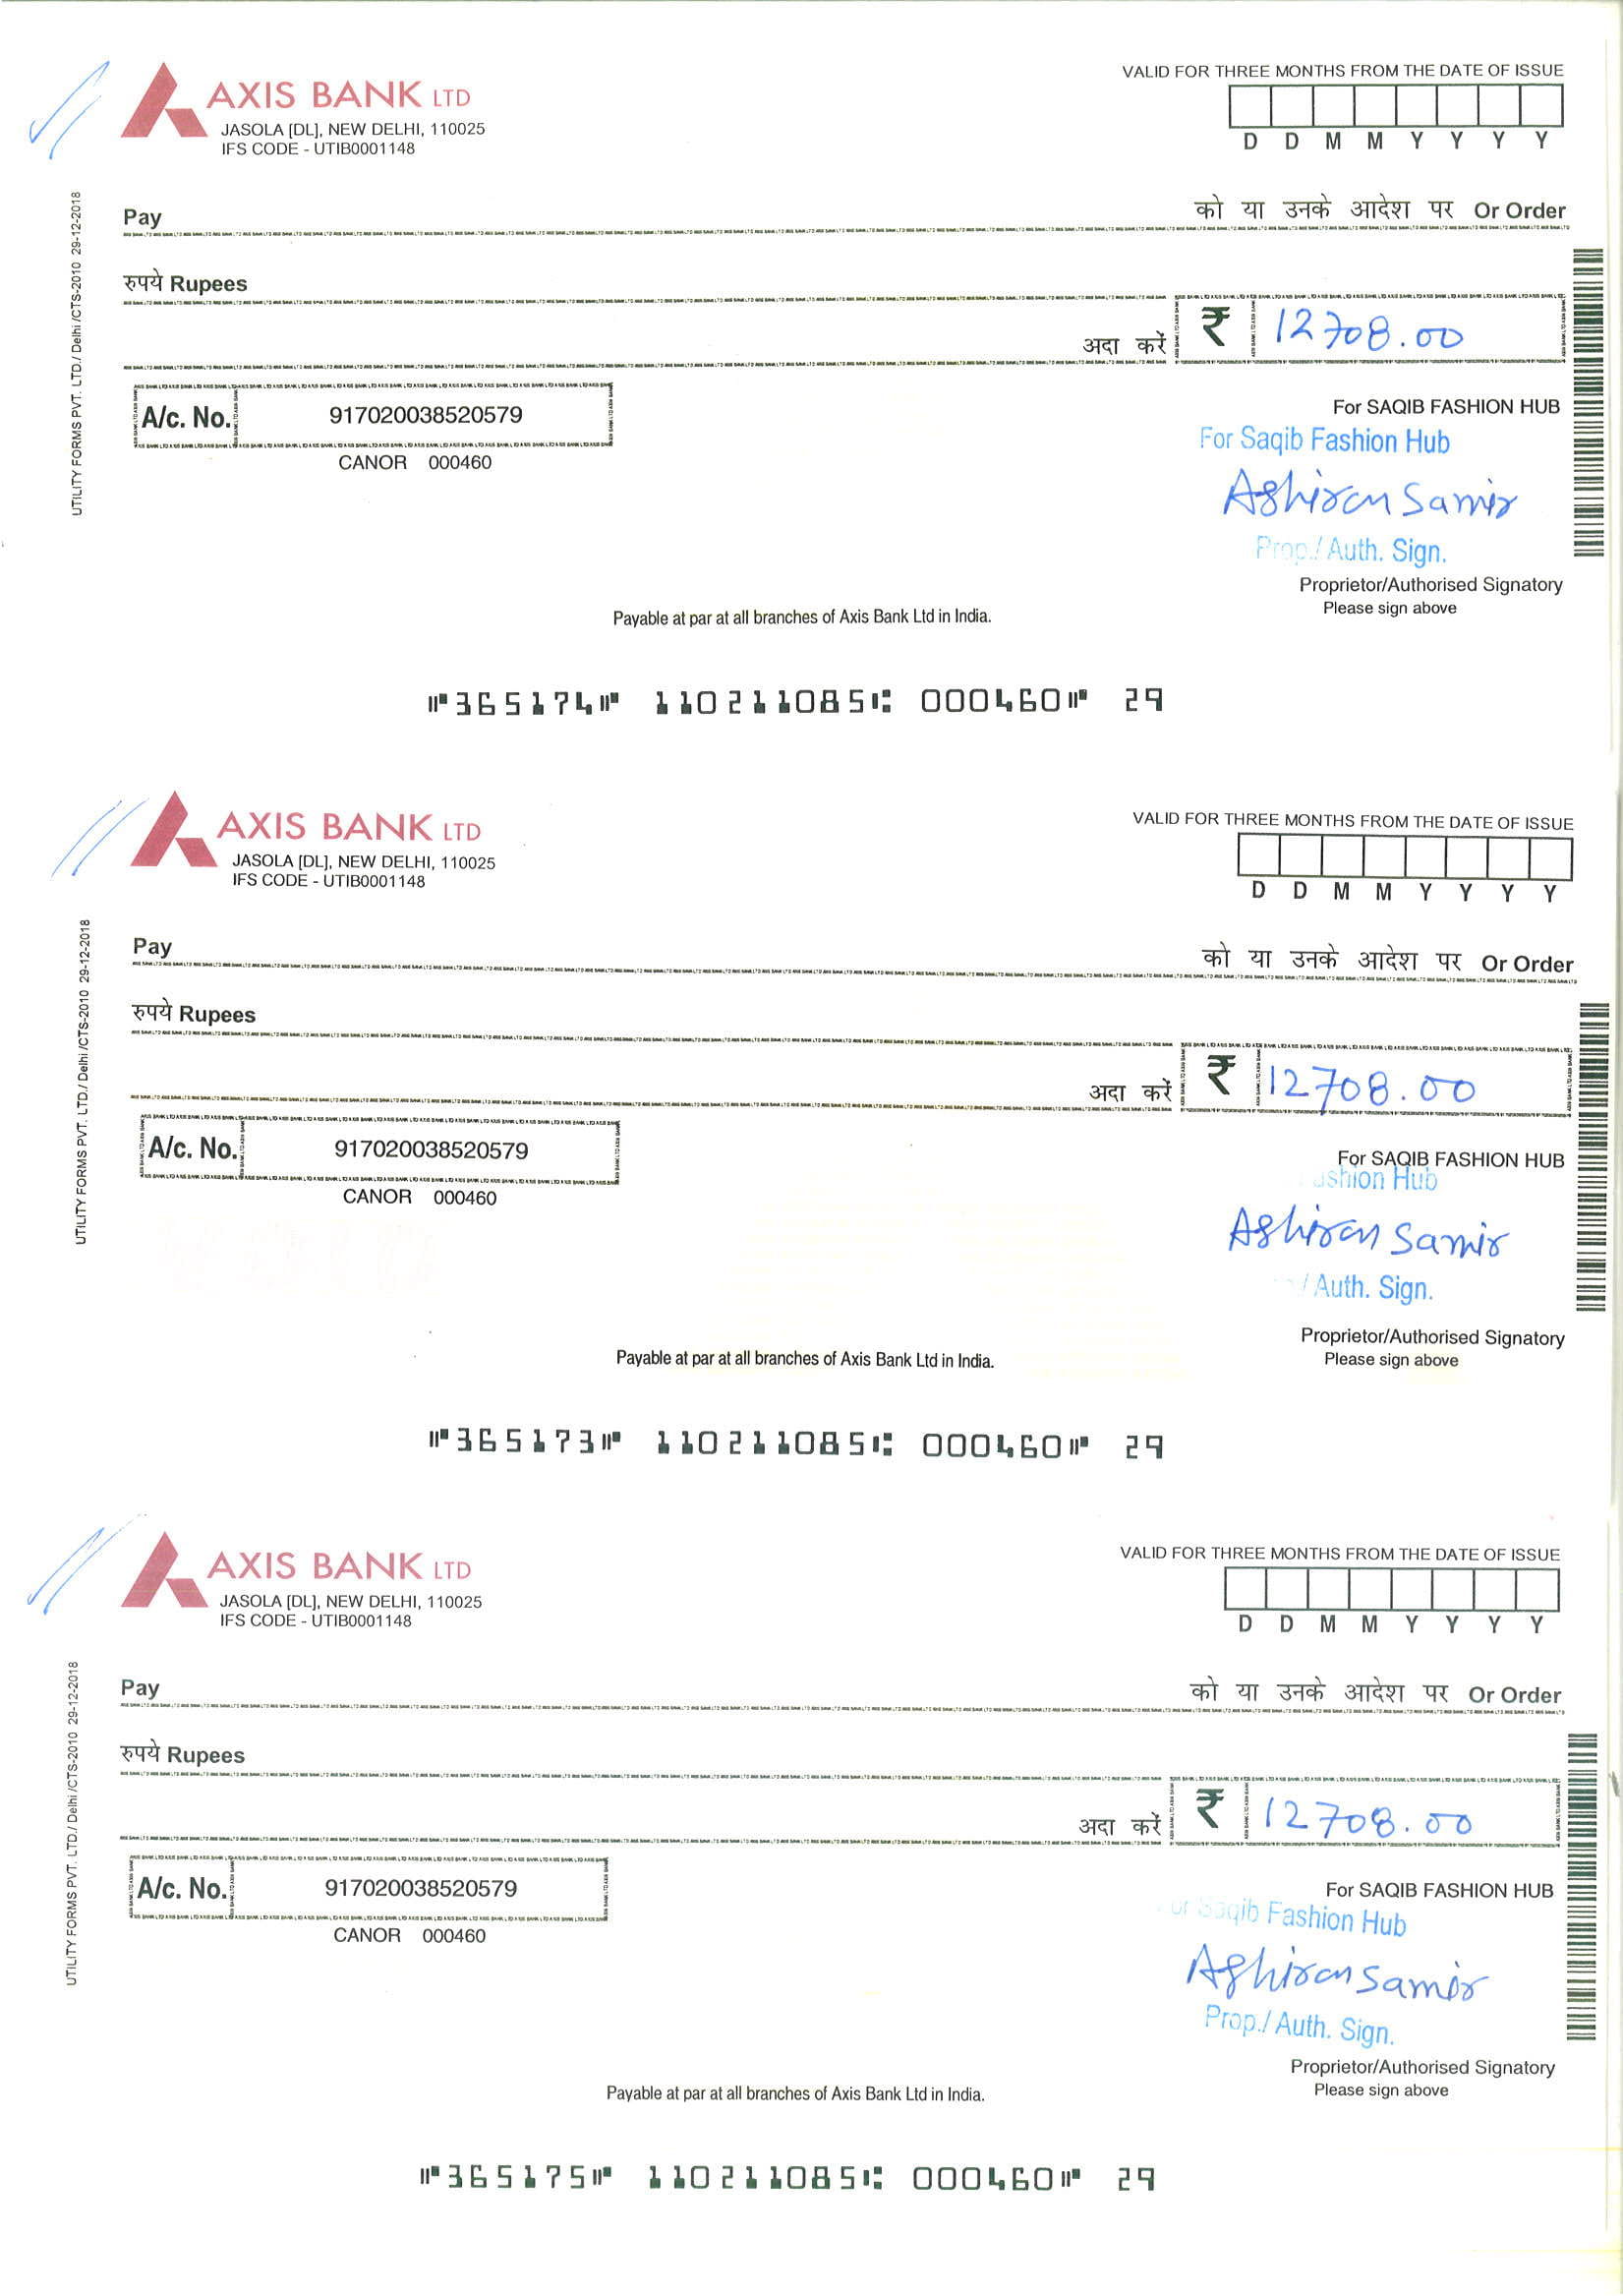 AXIS BANK LTD
JASOLA [DL], NEW DELHI, 110025
IFS CODE - UTIB0001148
VALID FOR THREE MONTHS FROM THE DATE OF ISSUE
D D M M Y Y Y Y
UTILITY FORMS PVT. LTD./ Delhi /CTS-2010 29-12-2018
Pay को या उनके आदेश पर Or Order
रुपये Rupees
अदा करें ₹ 12708.00
A/c. No. 917020038520579
CANOR 000460
For SAQIB FASHION HUB
For Saqib Fashion Hub
Samir
Prop./ Auth. Sign.
Proprietor/Authorised Signatory
Please sign above
Payable at par at all branches of Axis Bank Ltd in India.
⑈365174⑈ 110211085⑆ 000460⑈ 29
AXIS BANK LTD
JASOLA [DL], NEW DELHI, 110025
IFS CODE - UTIB0001148
VALID FOR THREE MONTHS FROM THE DATE OF ISSUE
D D M M Y Y Y Y
UTILITY FORMS PVT. LTD./ Delhi /CTS-2010 29-12-2018
Pay को या उनके आदेश पर Or Order
रुपये Rupees
अदा करें ₹ 12708.00
A/c. No. 917020038520579
CANOR 000460
For SAQIB FASHION HUB
ashion Hub
Samir
/ Auth. Sign.
Proprietor/Authorised Signatory
Please sign above
Payable at par at all branches of Axis Bank Ltd in India.
⑈365173⑈ 110211085⑆ 000460⑈ 29
AXIS BANK LTD
JASOLA [DL], NEW DELHI, 110025
IFS CODE - UTIB0001148
VALID FOR THREE MONTHS FROM THE DATE OF ISSUE
D D M M Y Y Y Y
UTILITY FORMS PVT. LTD./ Delhi /CTS-2010 29-12-2018
Pay को या उनके आदेश पर Or Order
रुपये Rupees
अदा करें ₹ 12708.00
A/c. No. 917020038520579
CANOR 000460
For SAQIB FASHION HUB
or Saqib Fashion Hub
Samir
Prop./ Auth. Sign.
Proprietor/Authorised Signatory
Please sign above
Payable at par at all branches of Axis Bank Ltd in India.
⑈365175⑈ 110211085⑆ 000460⑈ 29